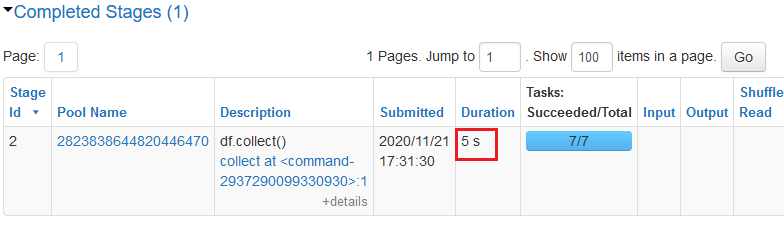 Completed Stages (1)
Page: 1 1 Pages. Jump to 1 . Show 100 items in a page. Go
Stage Id Pool Name Description Submitted Duration Tasks: Succeeded/Total Input Output Shuffle Read
2 2823838644820446470 df.collect() 2020/11/21 5 s 7/7
collect at <command- 17:31:30
2937290099330930>:1
+details